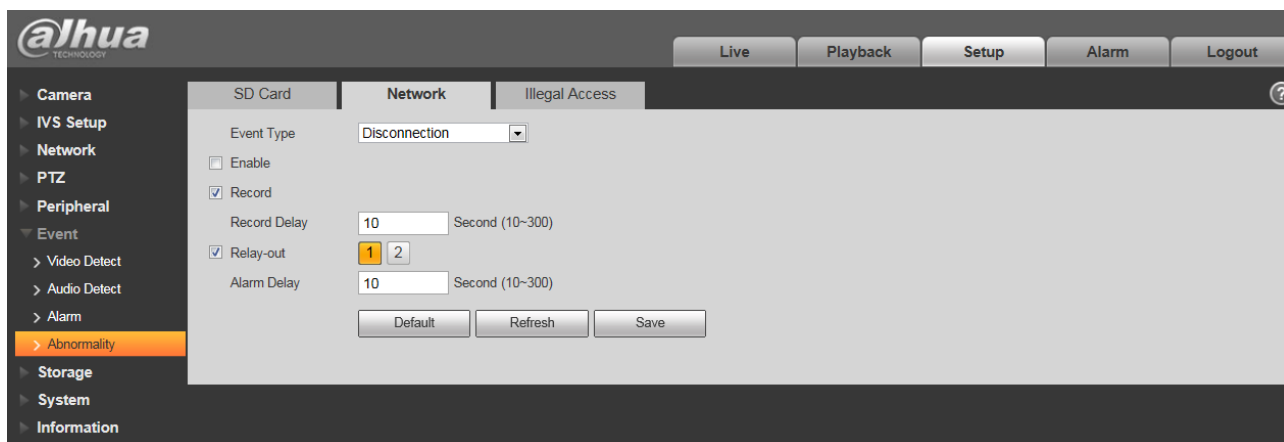 alhua
TECHNOLOGY
Live Playback Setup Alarm Logout
Camera
IVS Setup
Network
PTZ
Peripheral
Event
Video Detect
Audio Detect
Alarm
Abnormality
Storage
System
Information
SD Card Network Illegal Access
?
Event Type Disconnection
Enable
Record
Record Delay 10 Second (10~300)
Relay-out 1 2
Alarm Delay 10 Second (10~300)
Default Refresh Save